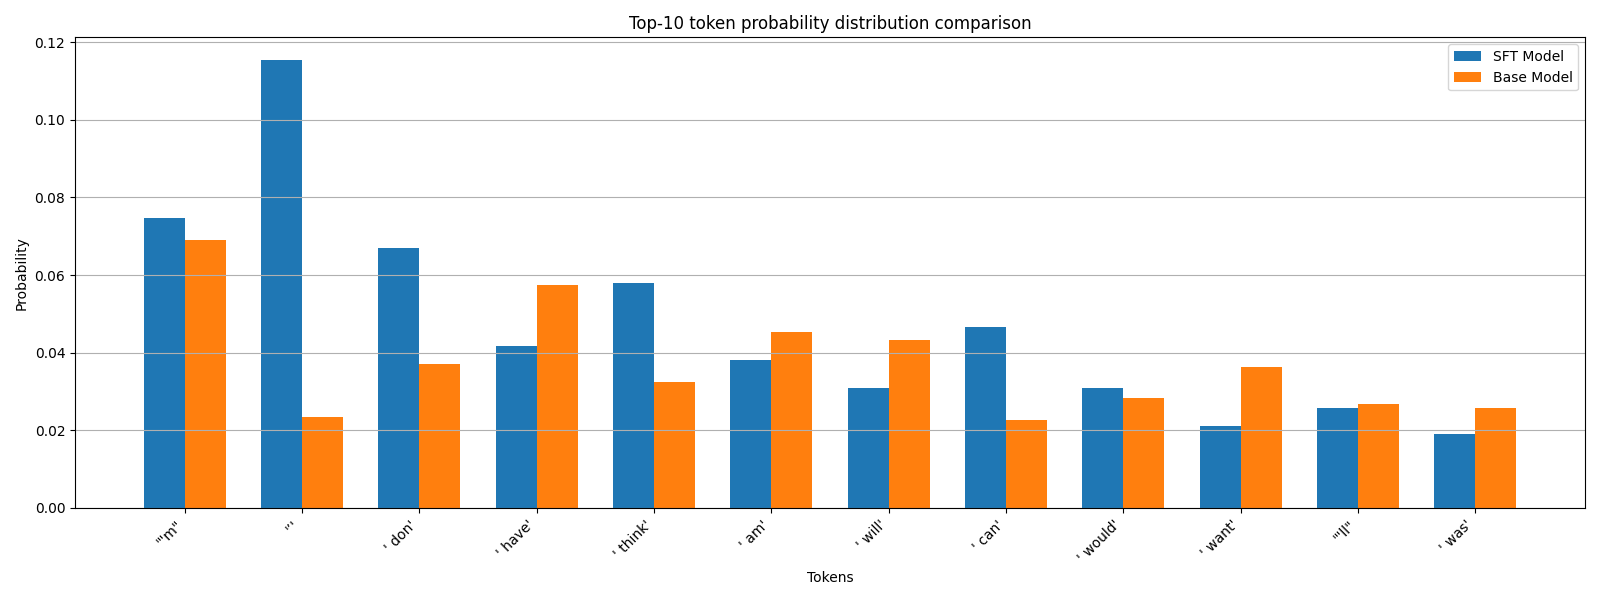 Top-10 token probability distribution comparison
SFT Model
Base Model
0.12
0.10
0.08
0.06
0.04
0.02
0.00
Probability
"'m"
'’'
' don'
' have'
' think'
' am'
' will'
' can'
' would'
' want'
"'ll"
' was'
Tokens